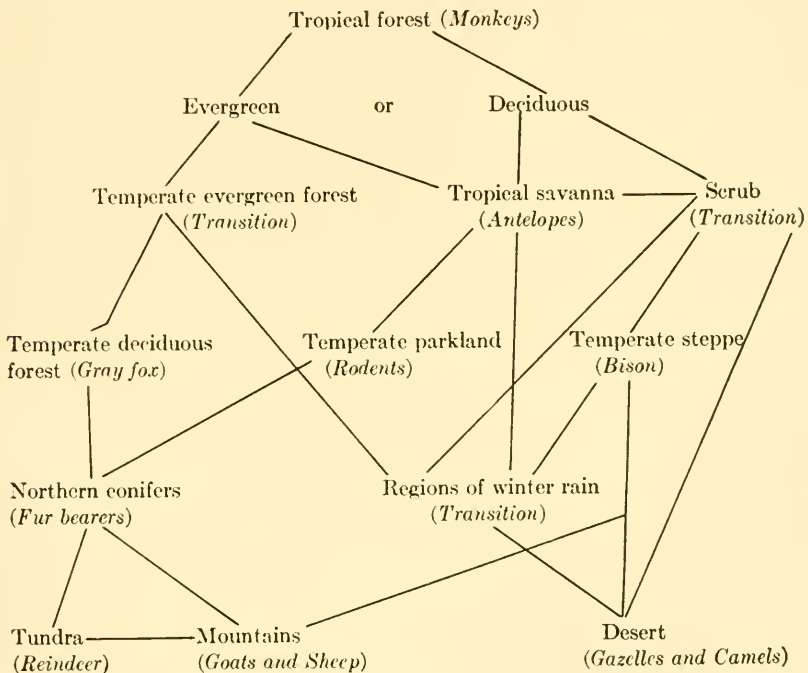 Tropical forest (Monkeys)
Evergreen or Deciduous
Temperate evergreen forest
(Transition)
Tropical savanna
(Antelopes)
Scrub
(Transition)
Temperate deciduous
forest (Gray fox)
Temperate parkland
(Rodents)
Temperate steppe
(Bison)
Northern conifers
(Fur bearers)
Regions of winter rain
(Transition)
Tundra
(Reindeer)
Mountains
(Goats and Sheep)
Desert
(Gazelles and Camels)